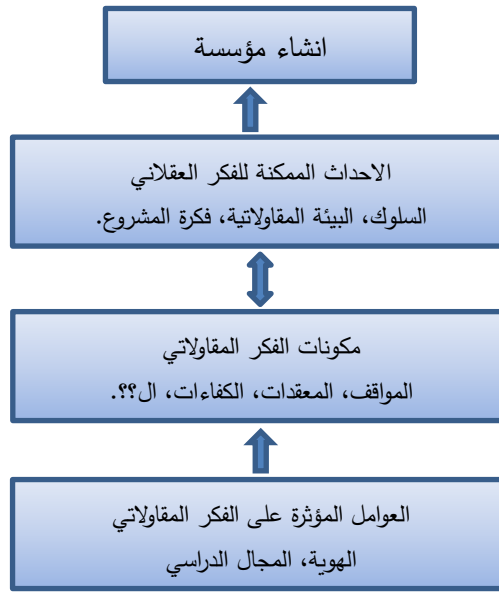 انشاء مؤسسة
الاحداث الممكنة للفكر العقلاني
السلوك، البيئة المقاولاتية، فكرة المشروع.
مكونات الفكر المقاولاتي
المواقف، المعقدات، الكفاءات، ال؟؟.
العوامل المؤثرة على الفكر المقاولاتي
الهوية، المجال الدراسي